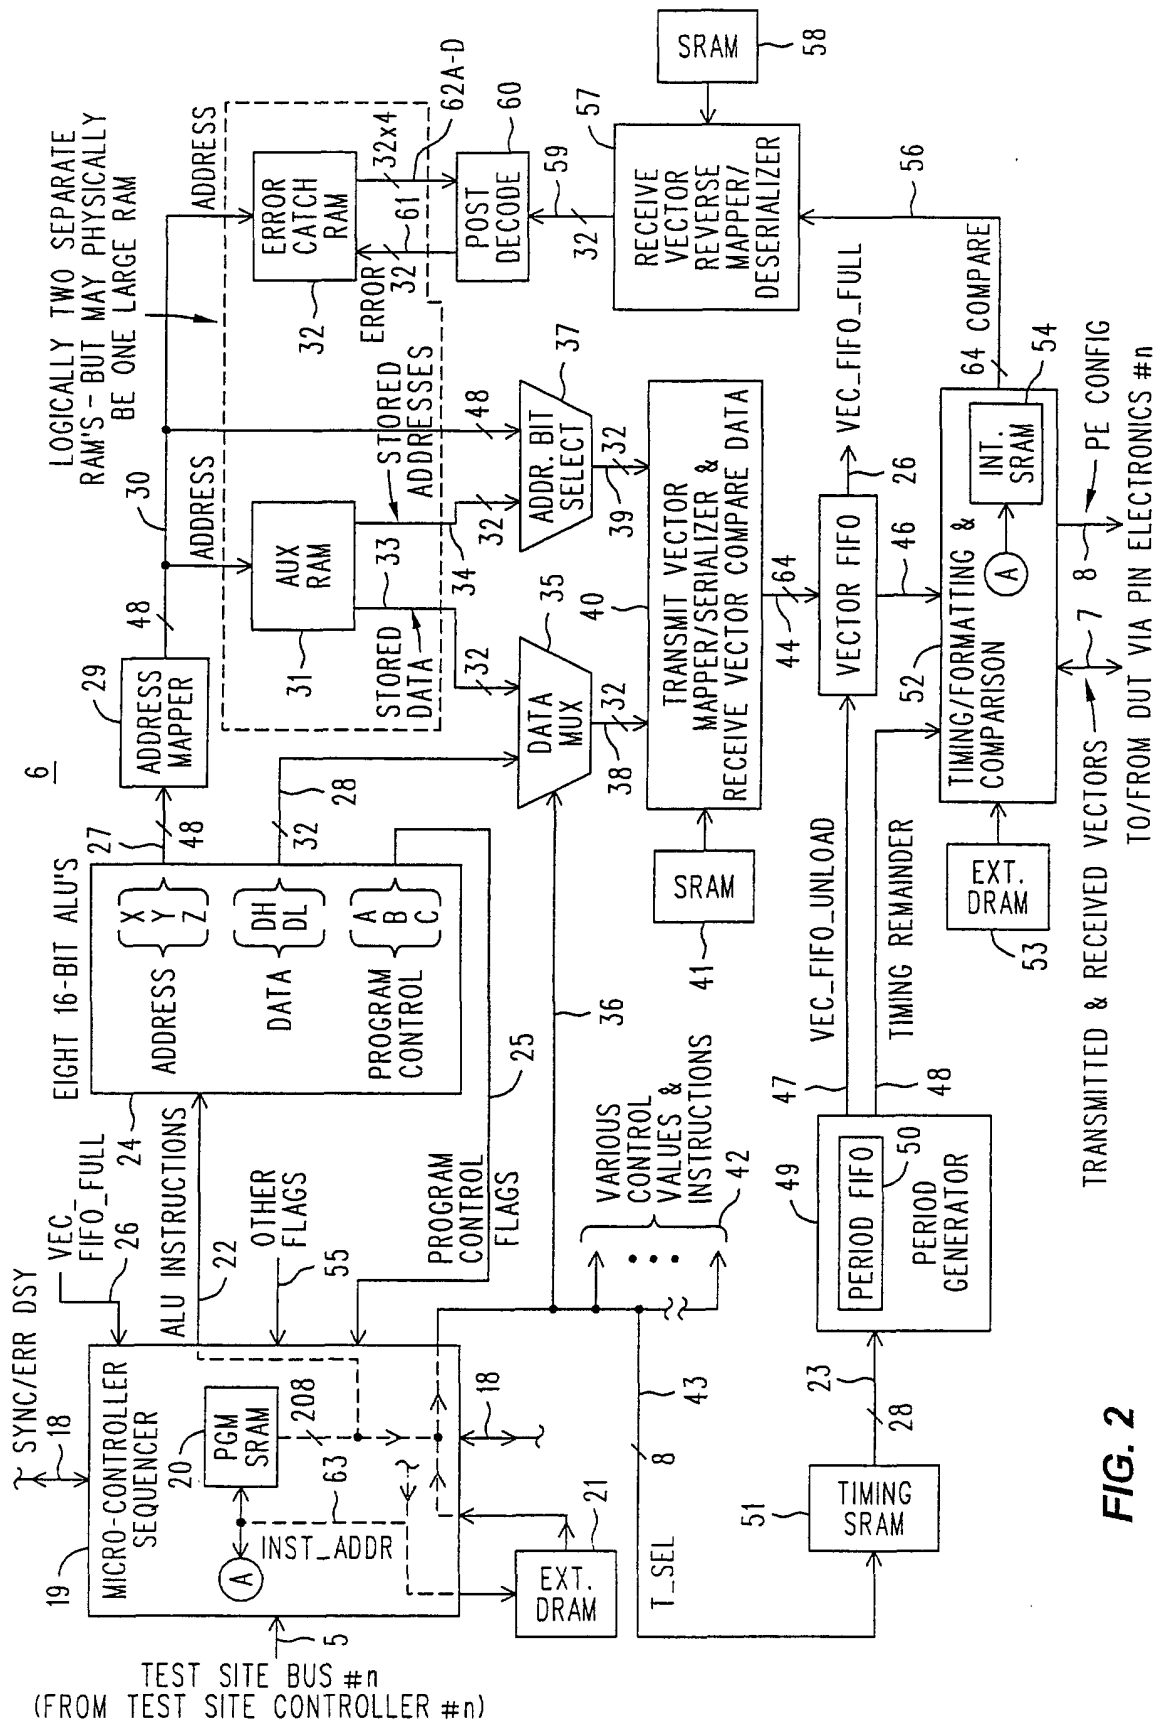 6
LOGICALLY TWO SEPARATE
RAM'S - BUT MAY PHYSICALLY
BE ONE LARGE RAM
SYNC/ERR DSY
18
VEC_
FIFO_FULL
26
EIGHT 16-BIT ALU'S
24
ADDRESS
X
Y
Z
DATA
DH
DL
PROGRAM
CONTROL
A
B
C
27
48
29
ADDRESS
MAPPER
48
30
ADDRESS
ADDRESS
AUX
RAM
31
ERROR
CATCH
RAM
32
32x4
62A-D
ERROR
32
61
POST
DECODE
60
59
32
STORED
DATA
33
STORED
ADDRESSES
34
32
32
48
28
32
DATA
MUX
35
ADDR. BIT
SELECT
37
38
32
39
32
19
MICRO-CONTROLLER
SEQUENCER
20
PGM
SRAM
208
63
A
INST_ADDR
ALU INSTRUCTIONS
22
OTHER
FLAGS
55
PROGRAM
CONTROL
FLAGS
25
18
5
TEST SITE BUS #n
(FROM TEST SITE CONTROLLER #n)
EXT.
DRAM
21
36
VARIOUS
CONTROL
VALUES &
INSTRUCTIONS
42
43
8
T_SEL
SRAM
41
40
TRANSMIT VECTOR
MAPPER/SERIALIZER &
RECEIVE VECTOR COMPARE DATA
44
64
SRAM
58
57
RECEIVE
VECTOR
REVERSE
MAPPER/
DESERIALIZER
56
VECTOR FIFO
26
VEC_FIFO_FULL
46
VEC_FIFO_UNLOAD
47
TIMING REMAINDER
48
49
PERIOD FIFO
50
PERIOD
GENERATOR
23
28
51
TIMING
SRAM
52
TIMING/FORMATTING &
COMPARISON
A
INT.
SRAM
54
64 COMPARE
EXT.
DRAM
53
7
8
PE CONFIG
TRANSMITTED & RECEIVED VECTORS
TO/FROM DUT VIA PIN ELECTRONICS #n
FIG. 2